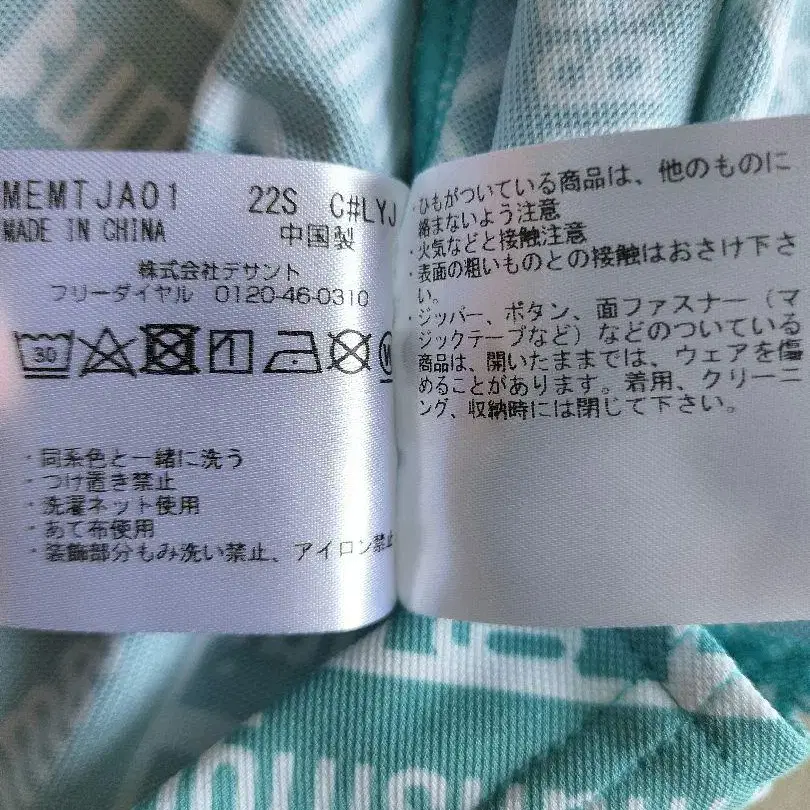 MEMTJA01 22S C#LYJ
MADE IN CHINA 中国製
株式会社デサント
フリーダイヤル 0120-46-0310
30
・同系色と一緒に洗う
・つけ置き禁止
・洗濯ネット使用
・あて布使用
・装飾部分もみ洗い禁止、アイロン禁止
・ひもがついている商品は、他のものに
絡まないよう注意
・火気などと接触注意
・表面の粗いものとの接触はおさけ下さ
い。
・ジッパー、ボタン、面ファスナー（マ
ジックテープなど）などのついている
商品は、開いたままでは、ウェアを傷
めることがあります。着用、クリーニ
ング、収納時には閉じて下さい。